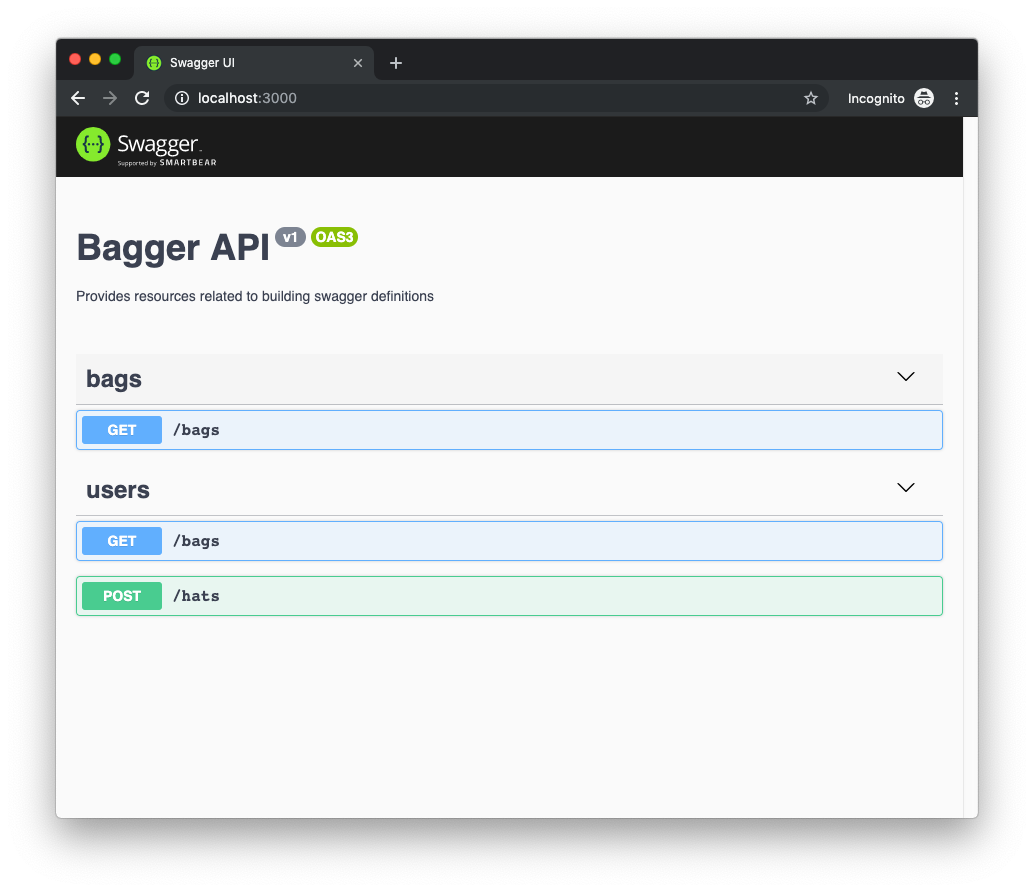 Swagger UI
localhost:3000
Incognito
Swagger
Supported by SMARTBEAR
Bagger API v1 OAS3
Provides resources related to building swagger definitions
bags
GET /bags
users
GET /bags
POST /hats